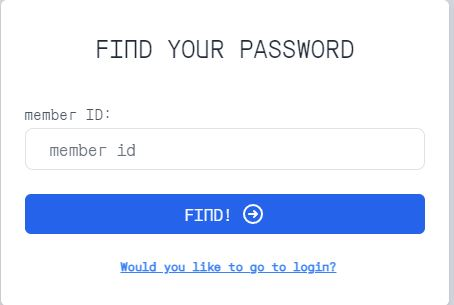 FIND YOUR PASSWORD
member ID:
member id
FIND!
Would you like to go to login?